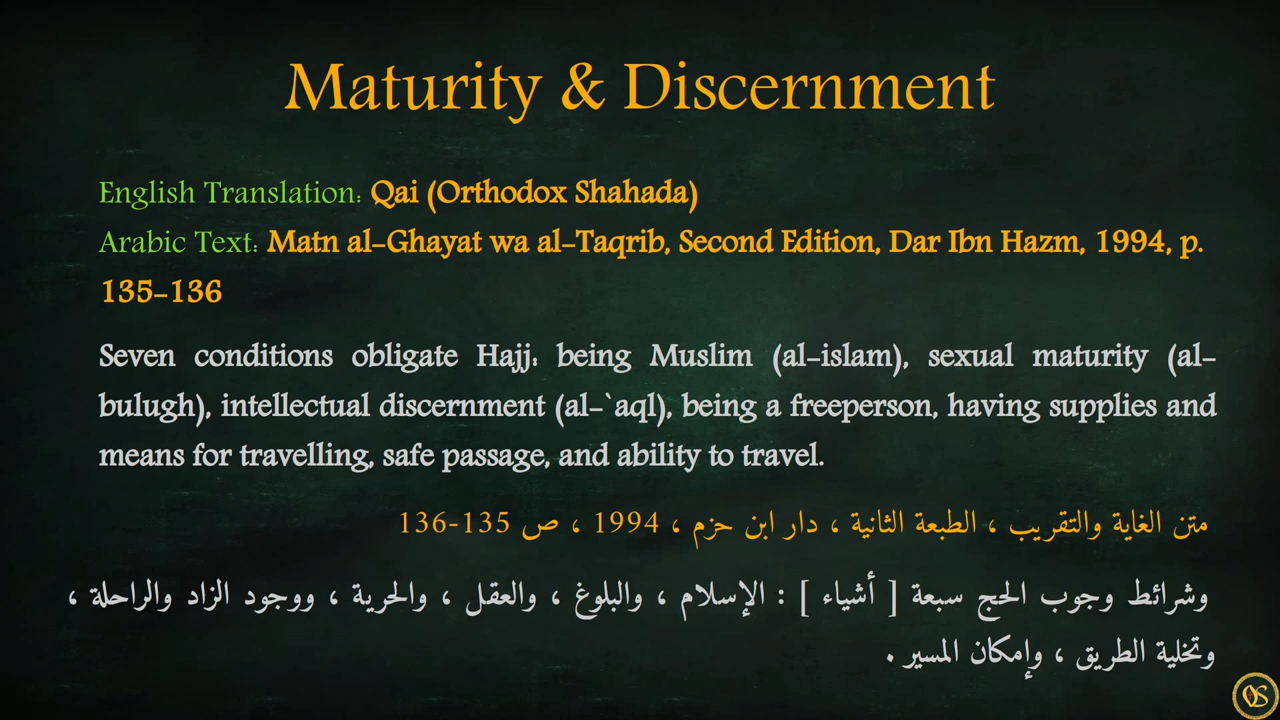 Maturity & Discernment
English Translation: Qai (Orthodox Shahada)
Arabic Text: Matn al-Ghayat wa al-Taqrib, Second Edition, Dar Ibn Hazm, 1994, p.
135-136
Seven conditions obligate Hajj: being Muslim (al-islam), sexual maturity (al-
bulugh), intellectual discernment (al-`aql), being a freeperson, having supplies and
means for travelling, safe passage, and ability to travel.
متن الغاية والتقريب ، الطبعة الثانية ، دار ابن حزم ، 1994 ، ص 135-136
وشرائط وجوب الحج سبعة [ أشياء ] : الإسلام ، والبلوغ ، والعقل ، والحرية ، ووجود الزاد والراحلة ،
وتخلية الطريق ، وإمكان المسير .
OS